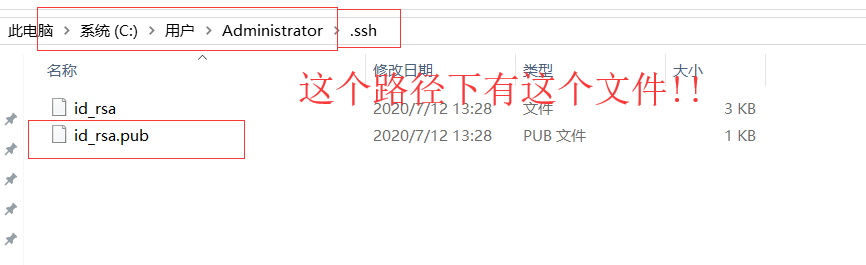 此电脑 > 系统 (C:) > 用户 > Administrator > .ssh
名称 修改日期 类型 大小
这个路径下有这个文件!!
id_rsa 2020/7/12 13:28 文件 3 KB
id_rsa.pub 2020/7/12 13:28 PUB 文件 1 KB